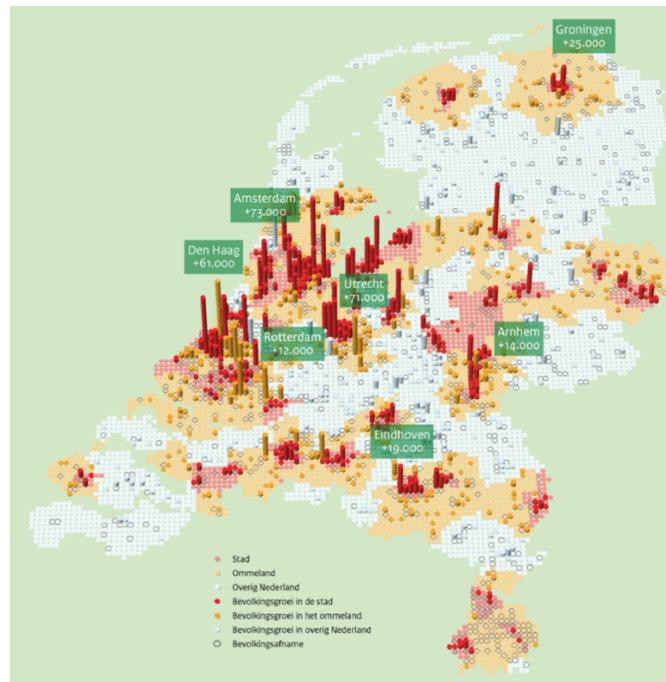 Groningen
+25.000
Amsterdam
+73.000
Den Haag
+61.000
Utrecht
+71.000
Rotterdam
+12.000
Arnhem
+14.000
Eindhoven
+19.000
Stad
Ommeland
Overig Nederland
Bevolkingsgroei in de stad
Bevolkingsgroei in het ommeland
Bevolkingsgroei in overig Nederland
Bevolkingsafname